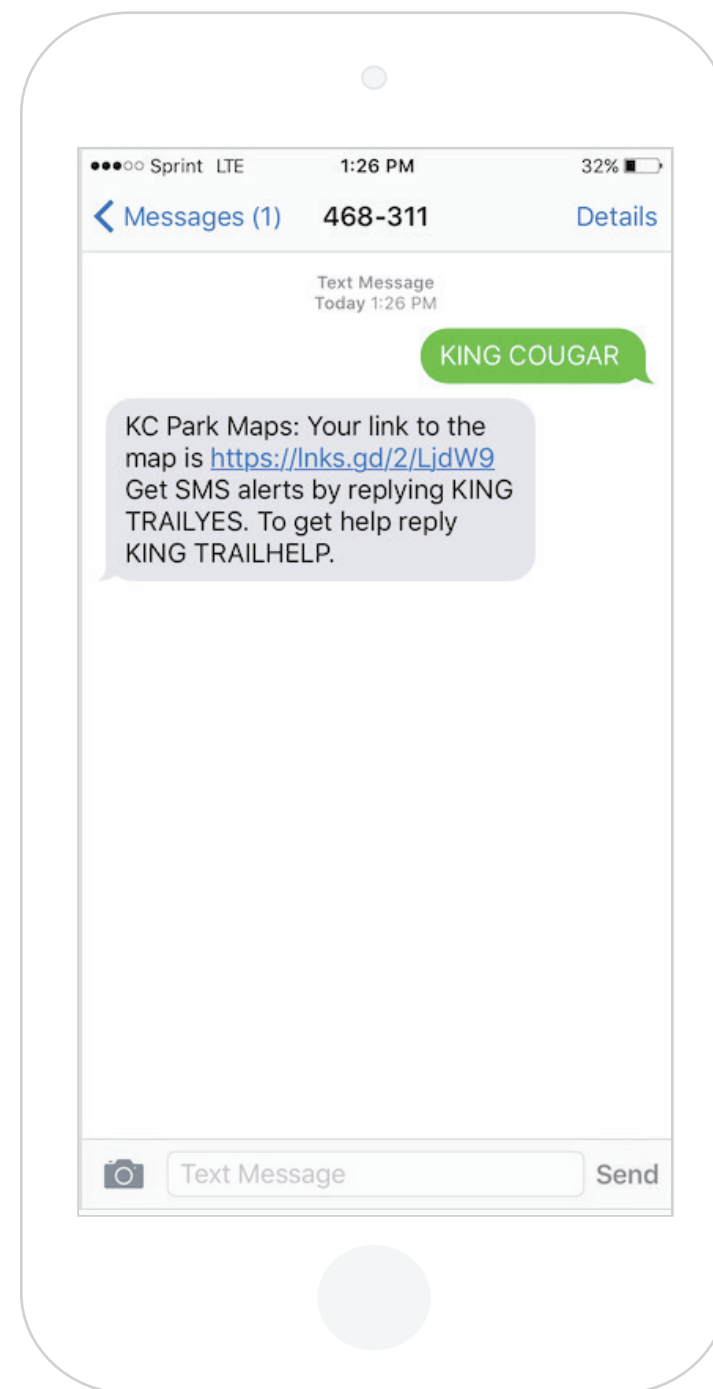 ●●●○○ Sprint LTE 1:26 PM 32%
Messages (1) 468-311 Details
Text Message
Today 1:26 PM
KING COUGAR
KC Park Maps: Your link to the
map is https://lnks.gd/2/LjdW9
Get SMS alerts by replying KING
TRAILYES. To get help reply
KING TRAILHELP.
Text Message Send